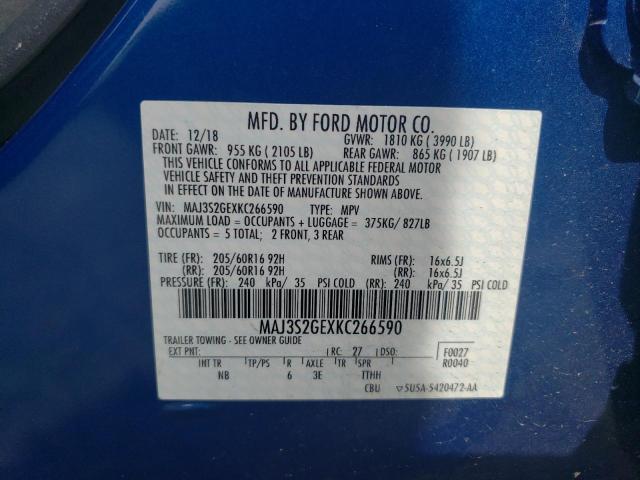 MFD. BY FORD MOTOR CO.
DATE: 12/18 GVWR: 1810 KG ( 3990 LB)
FRONT GAWR: 955 KG ( 2105 LB) REAR GAWR: 865 KG ( 1907 LB)
THIS VEHICLE CONFORMS TO ALL APPLICABLE FEDERAL MOTOR
VEHICLE SAFETY AND THEFT PREVENTION STANDARDS
IN EFFECT ON THE DATE OF MANUFACTURE SHOWN ABOVE.
VIN: MAJ3S2GEXKC266590 TYPE: MPV
MAXIMUM LOAD = OCCUPANTS + LUGGAGE = 375KG/ 827LB
OCCUPANTS = 5 TOTAL; 2 FRONT, 3 REAR
TIRE (FR): 205/60R16 92H RIMS (FR): 16x6.5J
(RR): 205/60R16 92H (RR): 16x6.5J
PRESSURE (FR): 240 kPa/ 35 PSI COLD (RR): 240 kPa/ 35 PSI COLD
MAJ3S2GEXKC266590
TRAILER TOWING - SEE OWNER GUIDE
EXT PNT: RC: 27 DSO: F0027
R0040
INT TR TP/PS R AXLE TR SPR
NB 6 3E TTHH
CBU ▽5U5A-5420472-AA